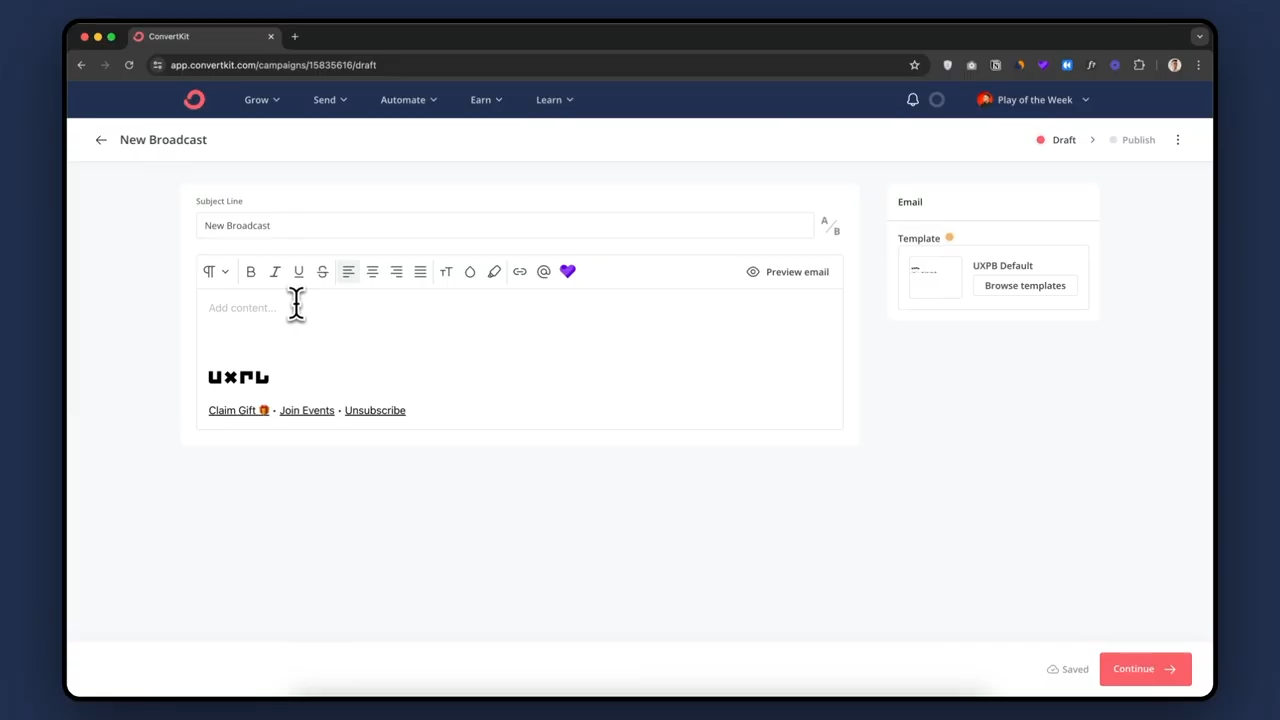 ConvertKit
app.convertkit.com/campaigns/15835616/draft
Grow Send Automate Earn Learn Play of the Week
New Broadcast Draft Publish
Subject Line
New Broadcast A/B
B I U S TT @ Preview email
Add content...
UXPL
Claim Gift 🎁 • Join Events • Unsubscribe
Email
Template
UXPB Default
Browse templates
Saved Continue